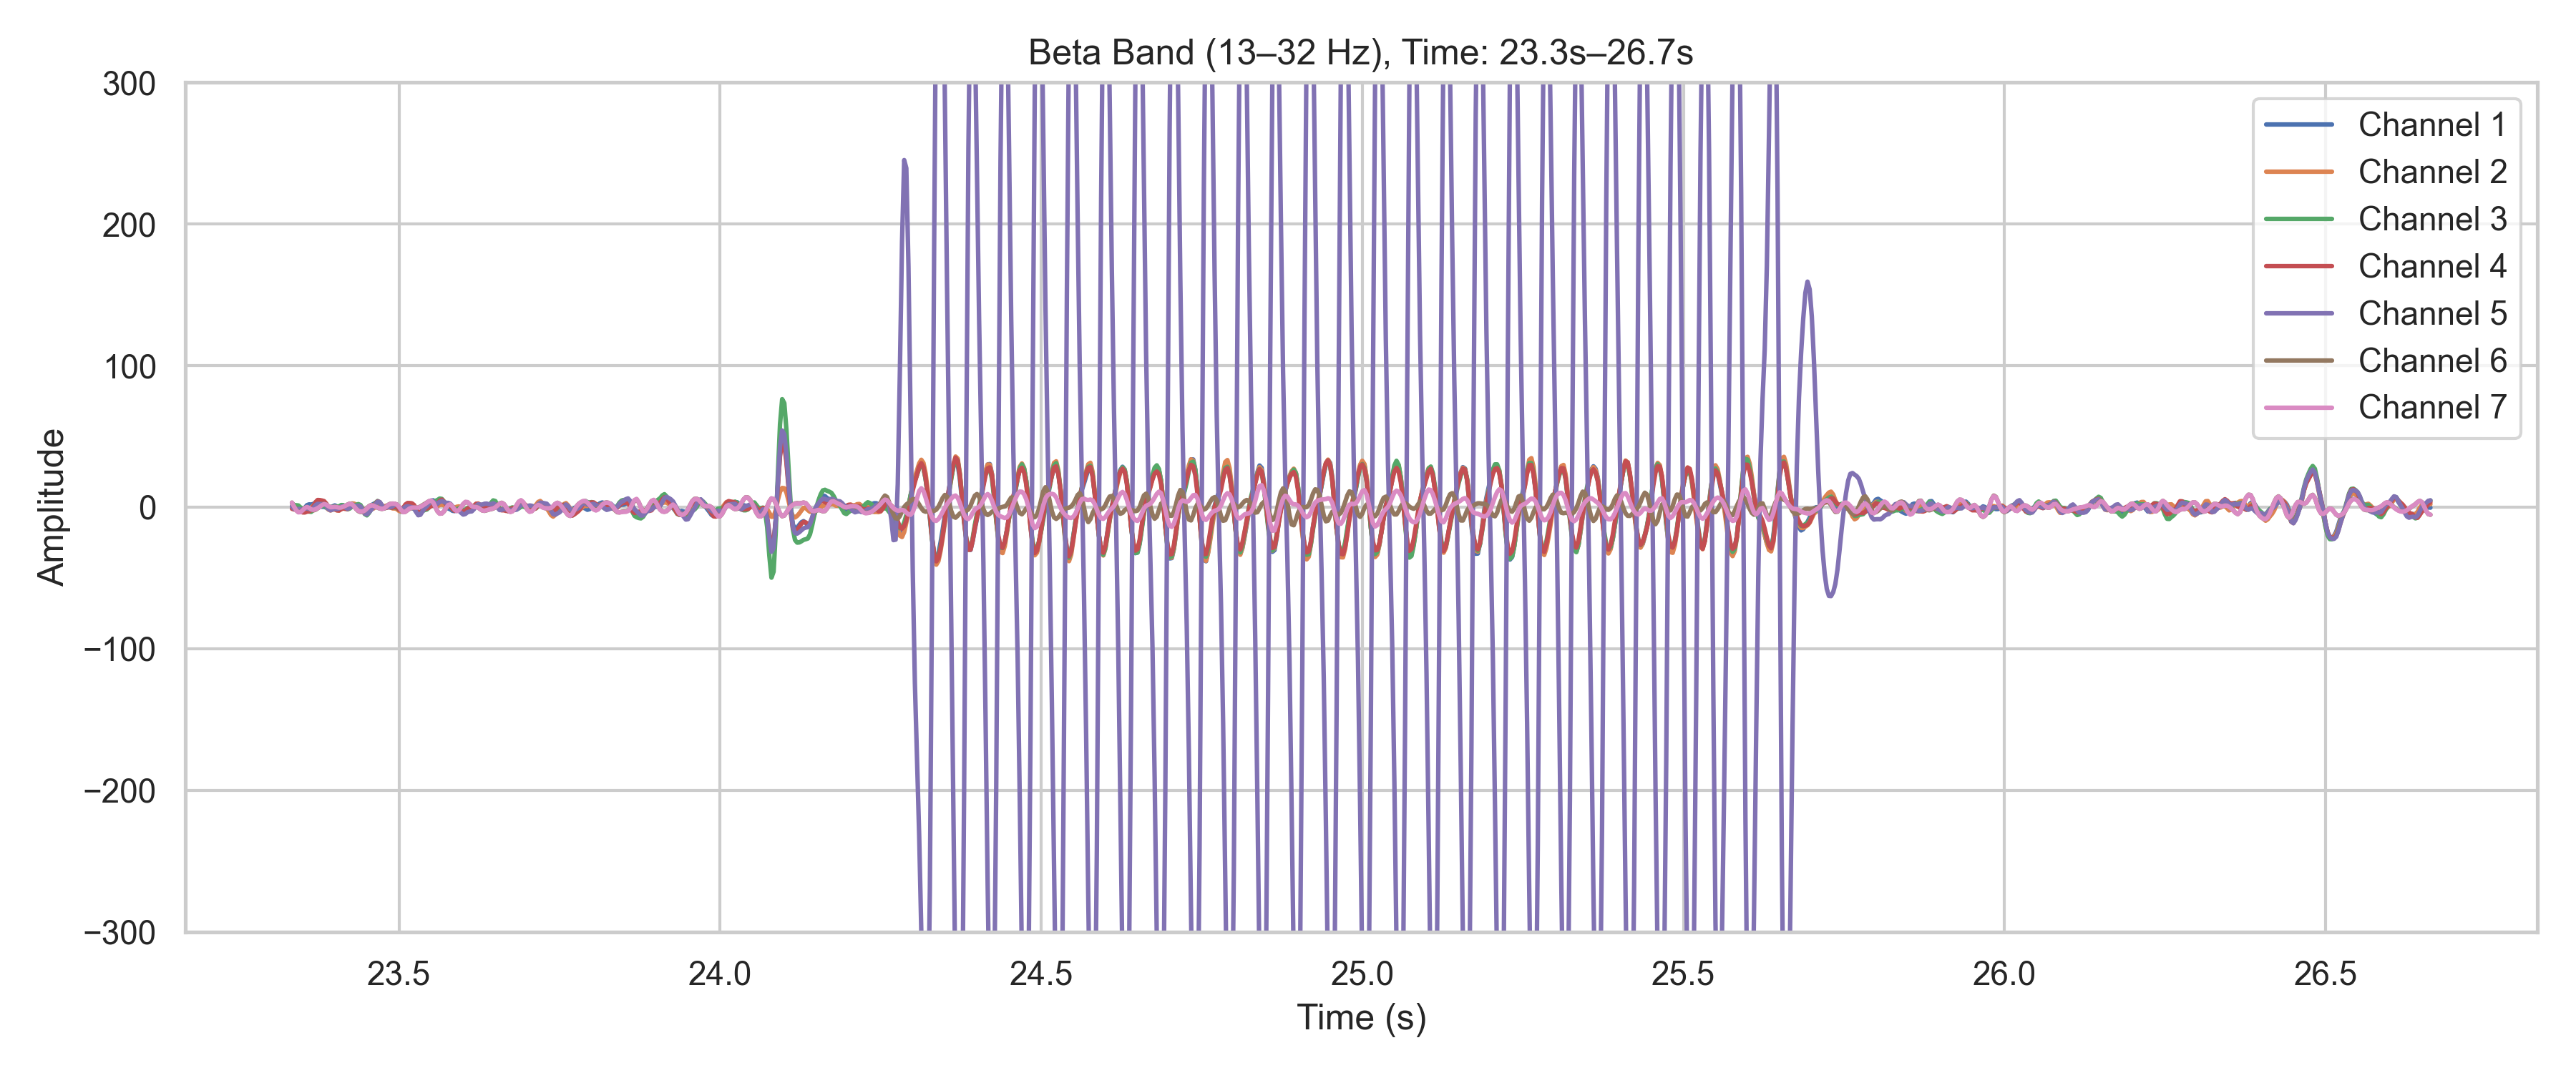 Beta Band (13–32 Hz), Time: 23.3s–26.7s
Amplitude
300
200
100
0
−100
−200
−300
Channel 1
Channel 2
Channel 3
Channel 4
Channel 5
Channel 6
Channel 7
23.5 24.0 24.5 25.0 25.5 26.0 26.5
Time (s)